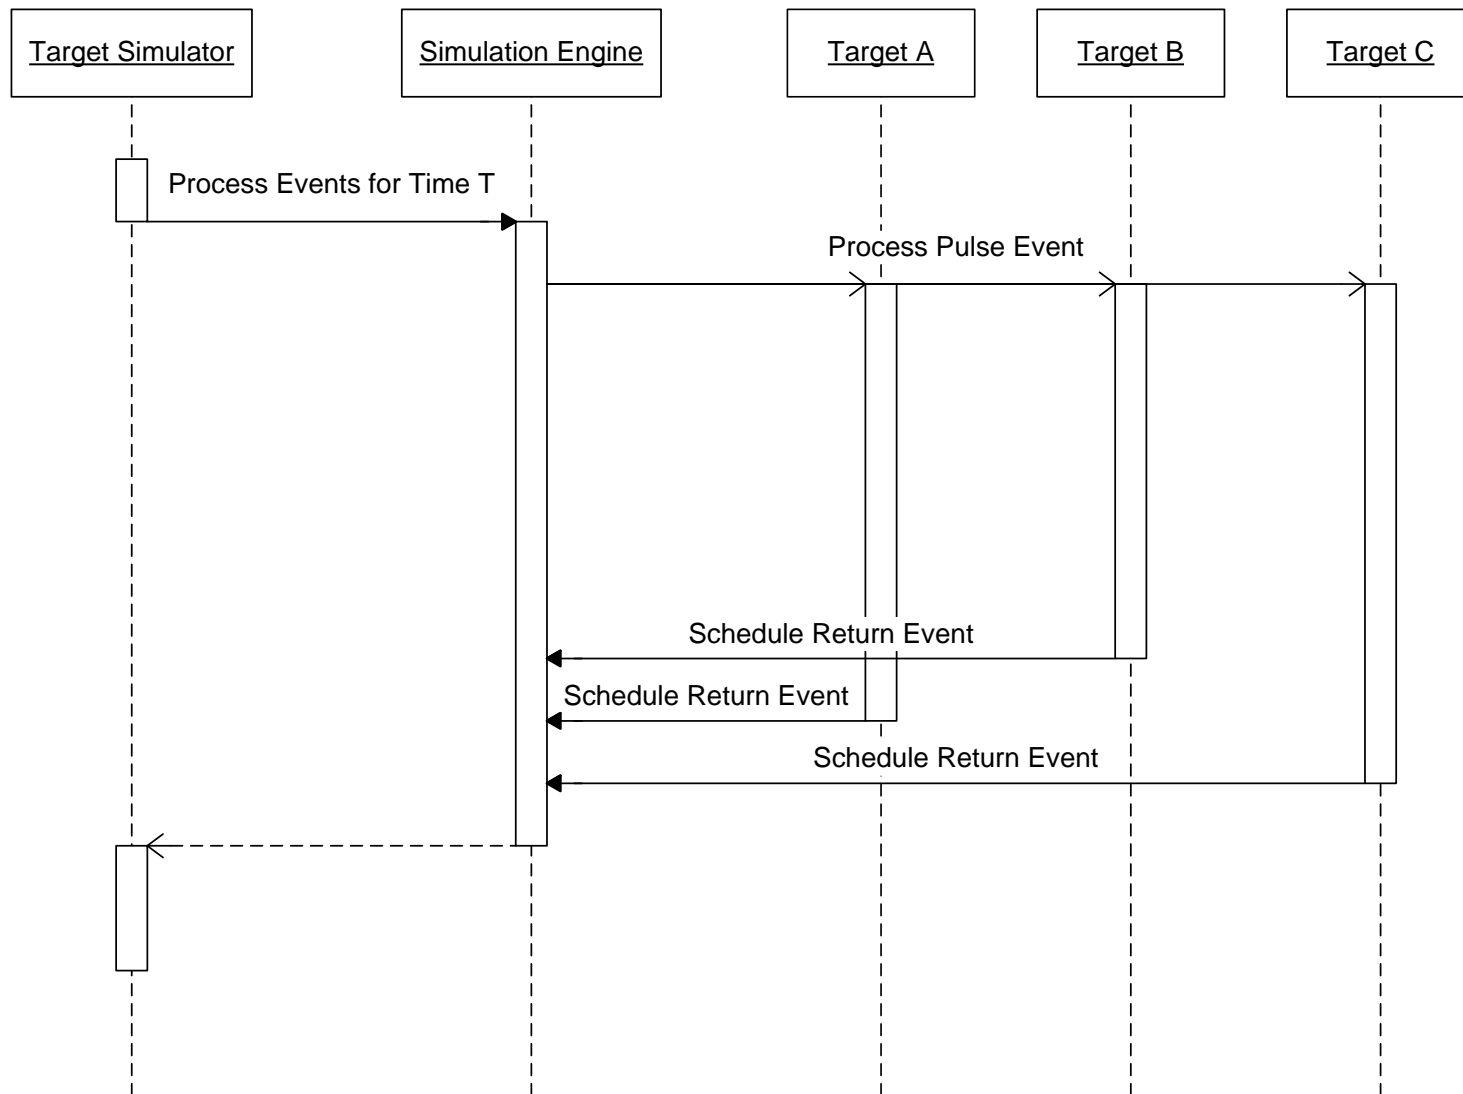 Target Simulator
Simulation Engine
Target A
Target B
Target C
Process Events for Time T
Process Pulse Event
Schedule Return Event
Schedule Return Event
Schedule Return Event